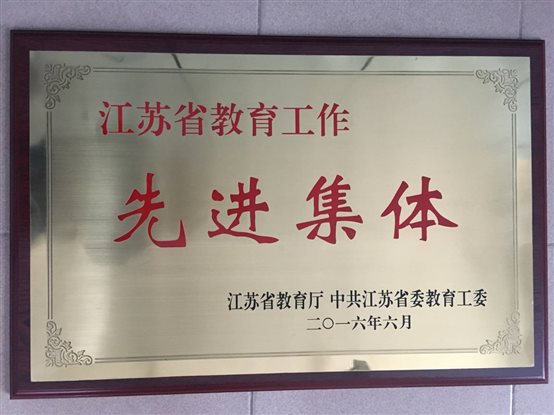 江苏省教育工作
先进集体
江苏省教育厅 中共江苏省委教育工委
二〇一六年六月